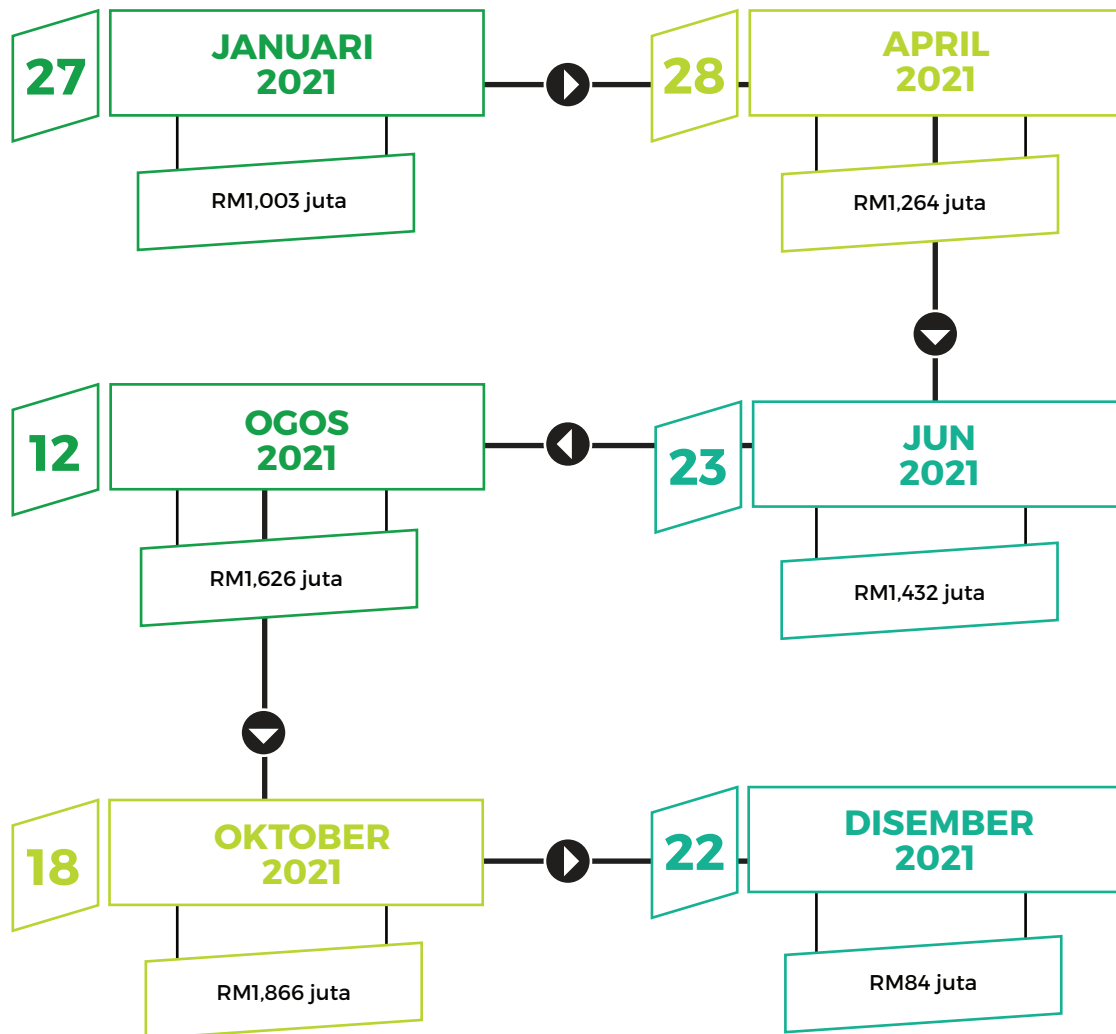 27
JANUARI
2021
RM1,003 juta
28
APRIL
2021
RM1,264 juta
23
JUN
2021
RM1,432 juta
12
OGOS
2021
RM1,626 juta
18
OKTOBER
2021
RM1,866 juta
22
DISEMBER
2021
RM84 juta